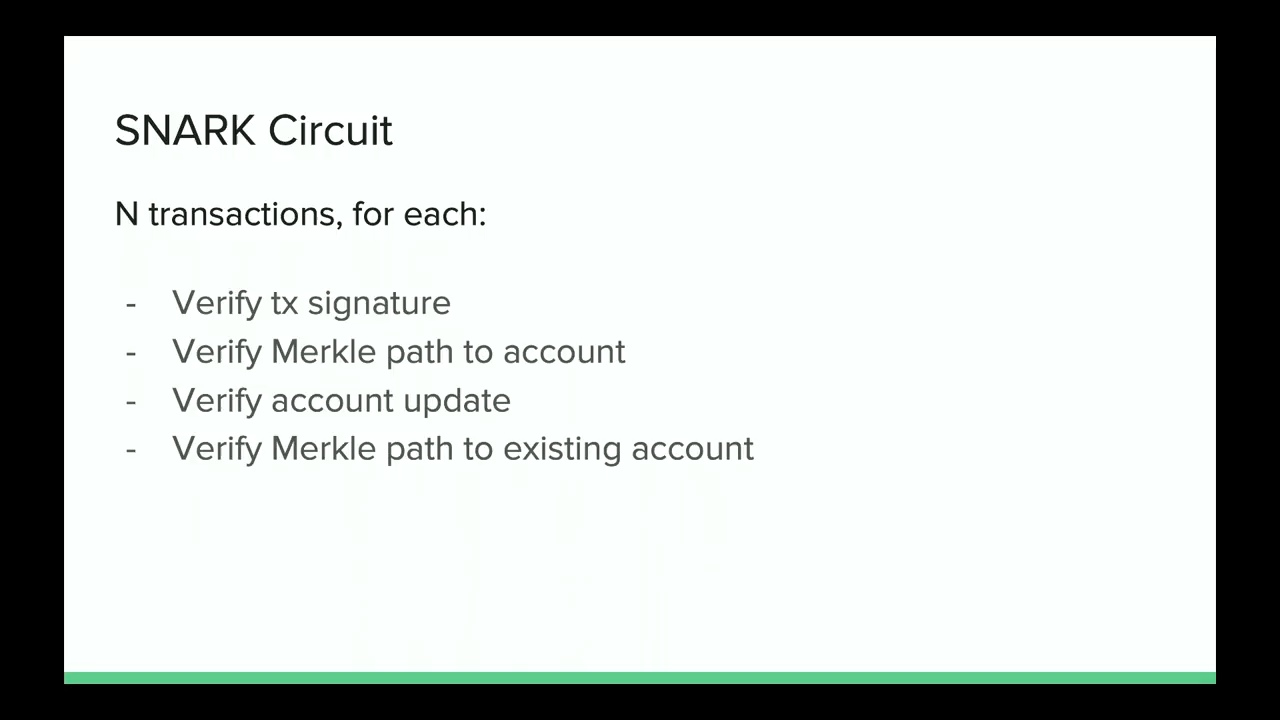 SNARK Circuit
N transactions, for each:
- Verify tx signature
- Verify Merkle path to account
- Verify account update
- Verify Merkle path to existing account